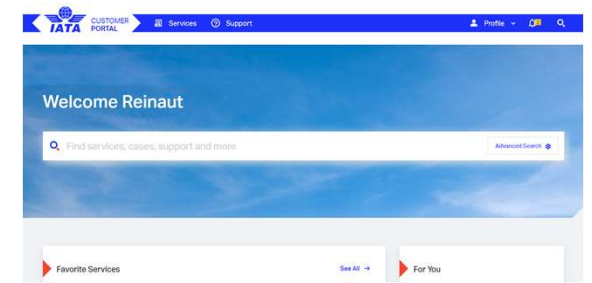 IATA
CUSTOMER
PORTAL
Services
Support
Profile
Welcome Reinaut
Find services, cases, support and more
Advanced Search
Favorite Services
See All →
For You